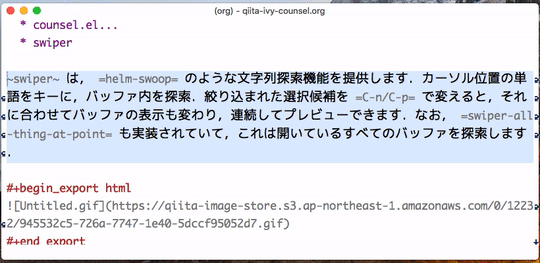 (org) - qiita-ivy-counsel.org
* counsel.el...
* swiper
~swiper~ は， =helm-swoop= のような文字列探索機能を提供します．カーソル位置の単
語をキーに，バッファ内を探索．絞り込まれた選択候補を =C-n/C-p= で変えると，それ
に合わせてバッファの表示も変わり，連続してプレビューできます．なお， =swiper-all
-thing-at-point= も実装されていて，これは開いているすべてのバッファを探索します
．
#+begin_export html
![Untitled.gif](https://qiita-image-store.s3.ap-northeast-1.amazonaws.com/0/1223
2/945532c5-726a-7747-1e40-5dccf95052d7.gif)
#+end_export